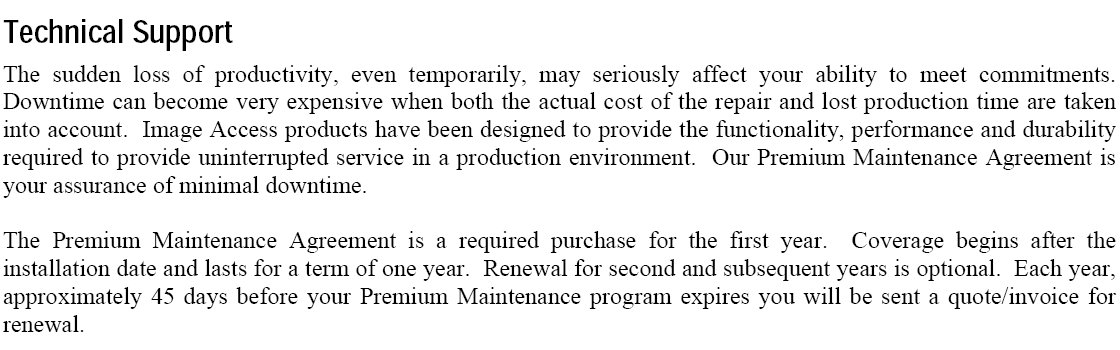 Technical Support
The sudden loss of productivity, even temporarily, may seriously affect your ability to meet commitments.
Downtime can become very expensive when both the actual cost of the repair and lost production time are taken
into account.  Image Access products have been designed to provide the functionality, performance and durability
required to provide uninterrupted service in a production environment.  Our Premium Maintenance Agreement is
your assurance of minimal downtime.
The Premium Maintenance Agreement is a required purchase for the first year.  Coverage begins after the
installation date and lasts for a term of one year.  Renewal for second and subsequent years is optional.  Each year,
approximately 45 days before your Premium Maintenance program expires you will be sent a quote/invoice for
renewal.